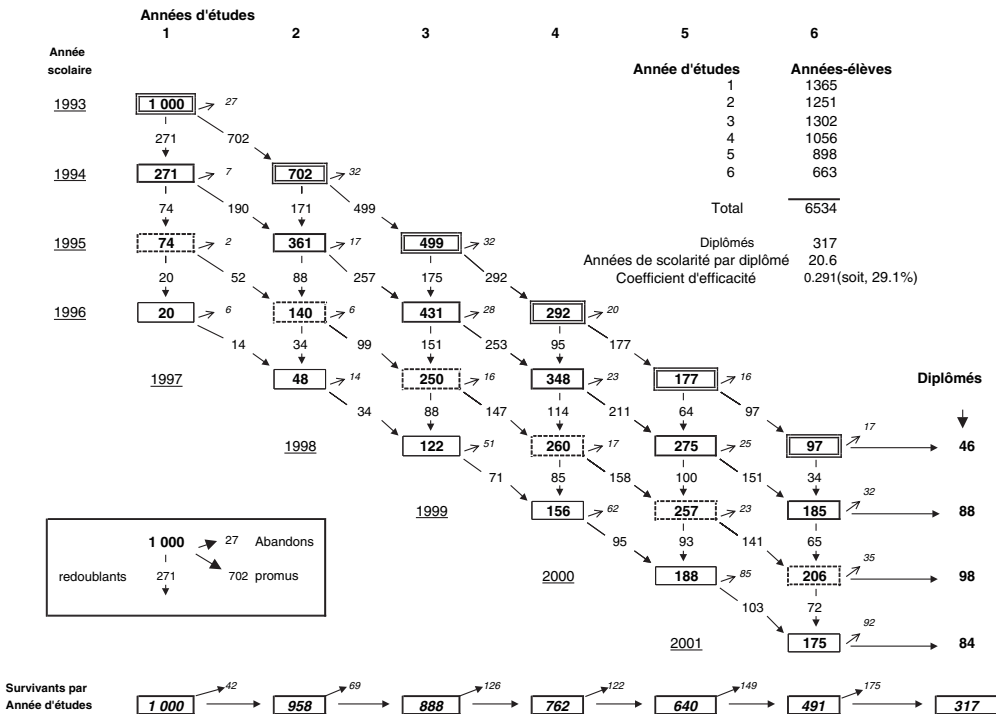 Années d'études
1 2 3 4 5 6
Année
scolaire
Année d'études Années-élèves
1 1365
2 1251
3 1302
4 1056
5 898
6 663
Total 6534
Diplômés 317
Années de scolarité par diplômé 20.6
Coefficient d'efficacité 0.291(soit, 29.1%)
1993 1 000 27
271 702
1994 271 7 702 32
74 190 171 499
1995 74 2 361 17 499 32
20 52 88 257 175 292
1996 20 6 140 6 431 28 292 20
14 34 99 151 253 95 177
1997 48 14 250 16 348 23 177 16 Diplômés
34 88 147 114 211 64 97
1998 122 51 260 17 275 25 97 17 46
71 85 158 100 151 34
1999 156 62 257 23 185 32 88
95 93 141 65
2000 188 85 206 35 98
103 72
2001 175 92 84
1 000 27 Abandons
redoublants 271 702 promus
Survivants par
Année d'études 1 000 42 958 69 888 126 762 122 640 149 491 175 317